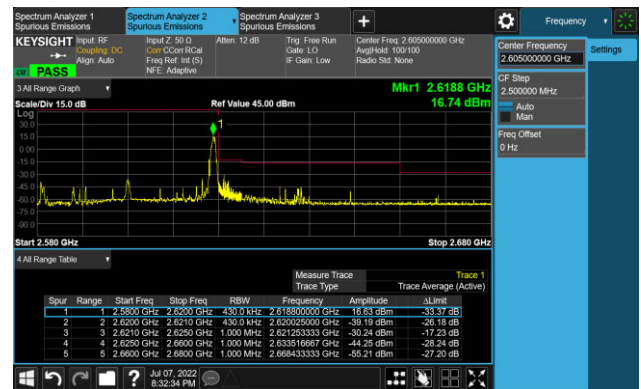 Spectrum Analyzer 1
Spurious Emissions
Spectrum Analyzer 2
Spurious Emissions
Spectrum Analyzer 3
Spurious Emissions
Frequency
KEYSIGHT
Input: RF
Coupling: DC
Align: Auto
Input Z: 50 Ω
Corr CCorr RCal
Freq Ref: Int (S)
NFE: Adaptive
Atten: 12 dB
Trig: Free Run
Gate: LO
IF Gain: Low
Center Freq: 2.605000000 GHz
Avg|Hold: 100/100
Radio Std: None
PASS
Center Frequency
2.605000000 GHz
Settings
CF Step
2.500000 MHz
Auto
Man
Freq Offset
0 Hz
3 All Range Graph
Mkr1 2.6188 GHz
16.74 dBm
Scale/Div 15.0 dB
Ref Value 45.00 dBm
Log
30.0
15.0
0.00
-15.0
-30.0
-45.0
-60.0
-75.0
-90.0
1
Start 2.580 GHz
Stop 2.680 GHz
4 All Range Table
Measure Trace Trace 1
Trace Type Trace Average (Active)
Spur Range Start Freq Stop Freq RBW Frequency Amplitude ΔLimit
1 1 2.5800 GHz 2.6200 GHz 430.0 kHz 2.618800000 GHz 16.63 dBm -33.37 dB
2 2 2.6200 GHz 2.6210 GHz 430.0 kHz 2.620025000 GHz -39.19 dBm -26.18 dB
3 3 2.6210 GHz 2.6250 GHz 1.000 MHz 2.621253333 GHz -30.24 dBm -17.23 dB
4 4 2.6250 GHz 2.6600 GHz 1.000 MHz 2.633516667 GHz -44.25 dBm -28.24 dB
5 5 2.6600 GHz 2.6800 GHz 1.000 MHz 2.668433333 GHz -55.21 dBm -27.20 dB
Jul 07, 2022
8:32:34 PM